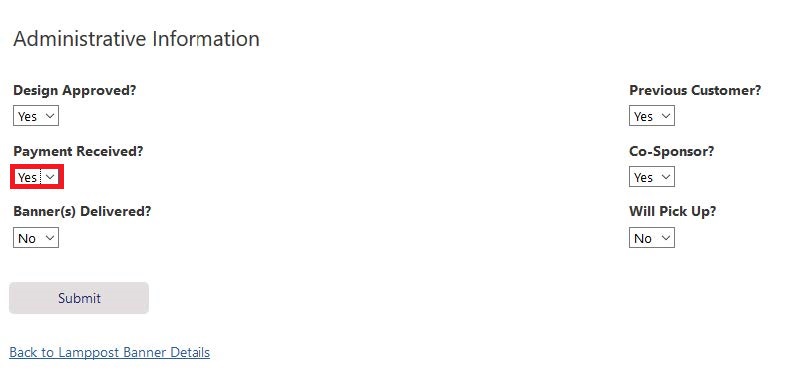 Administrative Information
Design Approved? Previous Customer?
Yes Yes
Payment Received? Co-Sponsor?
Yes Yes
Banner(s) Delivered? Will Pick Up?
No No
Submit
Back to Lamppost Banner Details